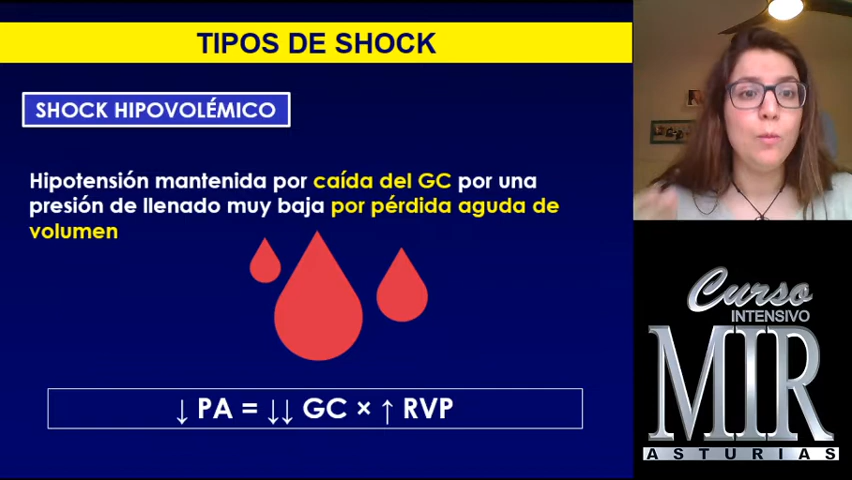 TIPOS DE SHOCK
SHOCK HIPOVOLÉMICO
Hipotensión mantenida por caída del GC por una
presión de llenado muy baja por pérdida aguda de
volumen
↓ PA = ↓↓ GC × ↑ RVP
Curso
INTENSIVO
MIR
ASTURIAS